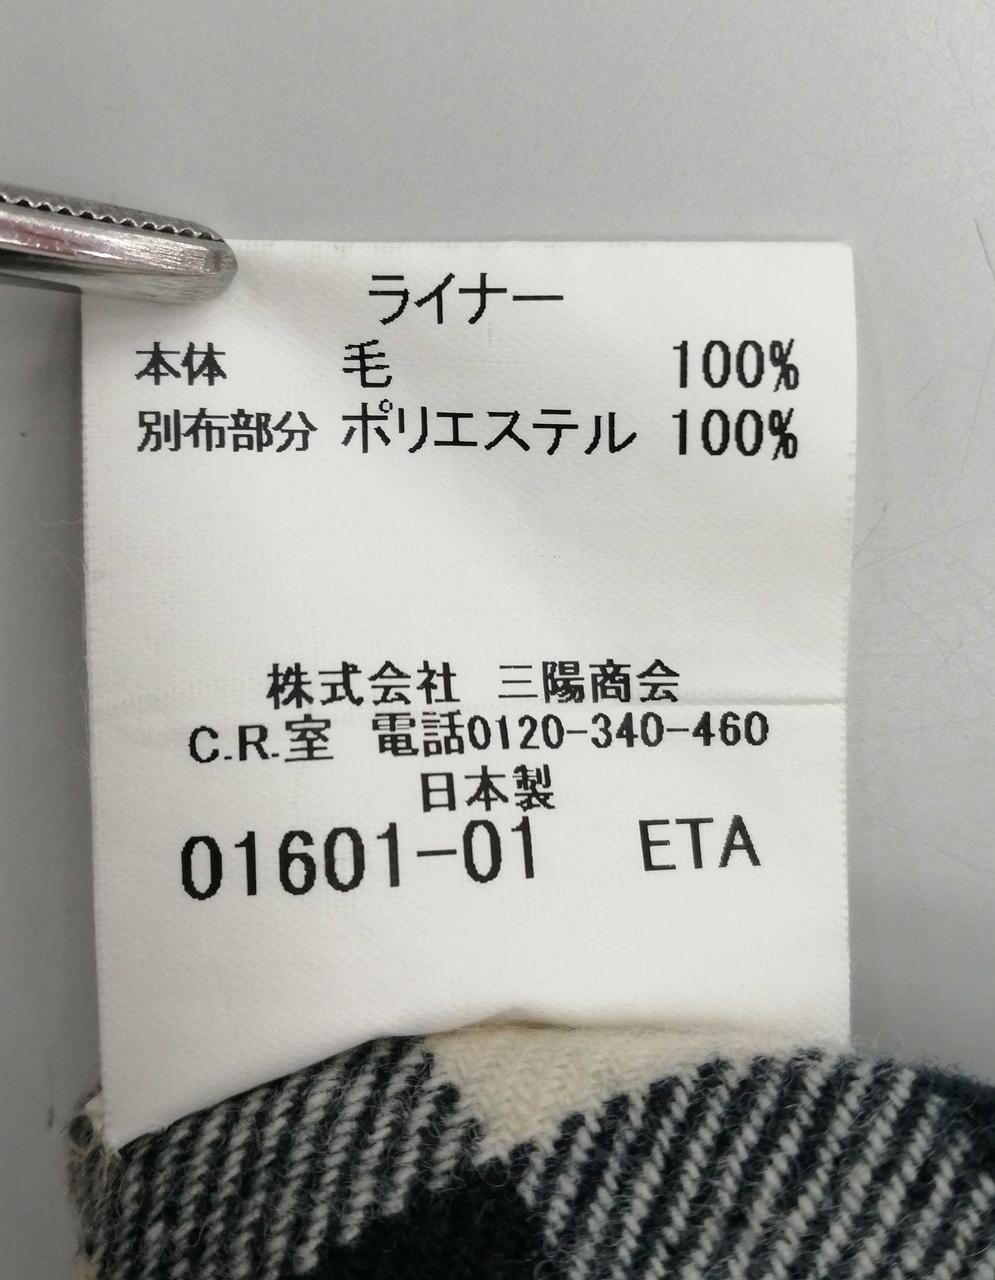 ライナー
本体 毛 100%
別布部分 ポリエステル 100%
株式会社 三陽商会
C.R.室 電話0120-340-460
日本製
01601-01 ETA